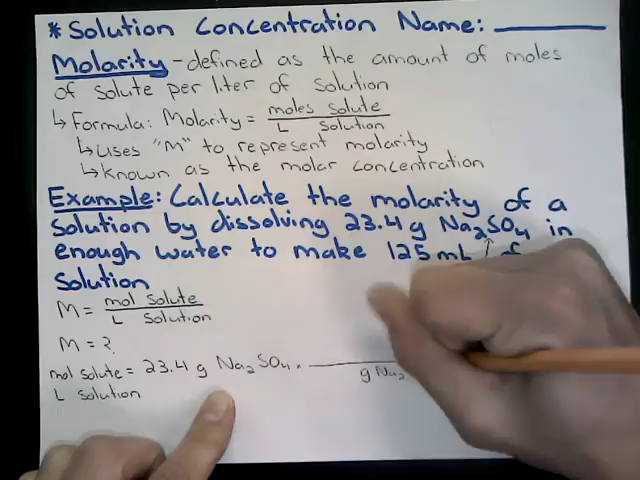 * Solution Concentration Name:
Molarity - defined as the amount of moles
of solute per liter of solution
↳ Formula: Molarity = moles solute / L solution
↳ Uses "M" to represent molarity
↳ Known as the molar concentration
Example: Calculate the molarity of a
solution by dissolving 23.4 g Na₂SO₄ in
enough water to make 125 mL of
solution
M = mol solute / L solution
M = ?
mol solute = 23.4 g Na₂SO₄ × ___ / g Na₂
L solution